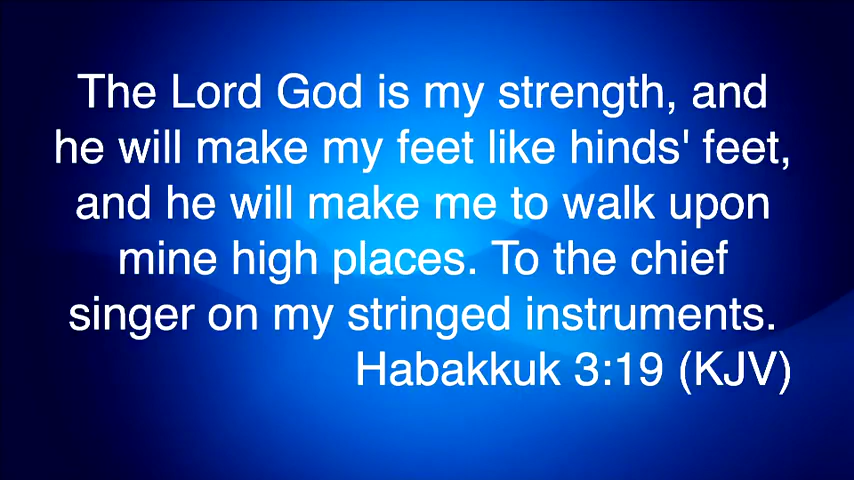 The Lord God is my strength, and
he will make my feet like hinds' feet,
and he will make me to walk upon
mine high places. To the chief
singer on my stringed instruments.
Habakkuk 3:19 (KJV)